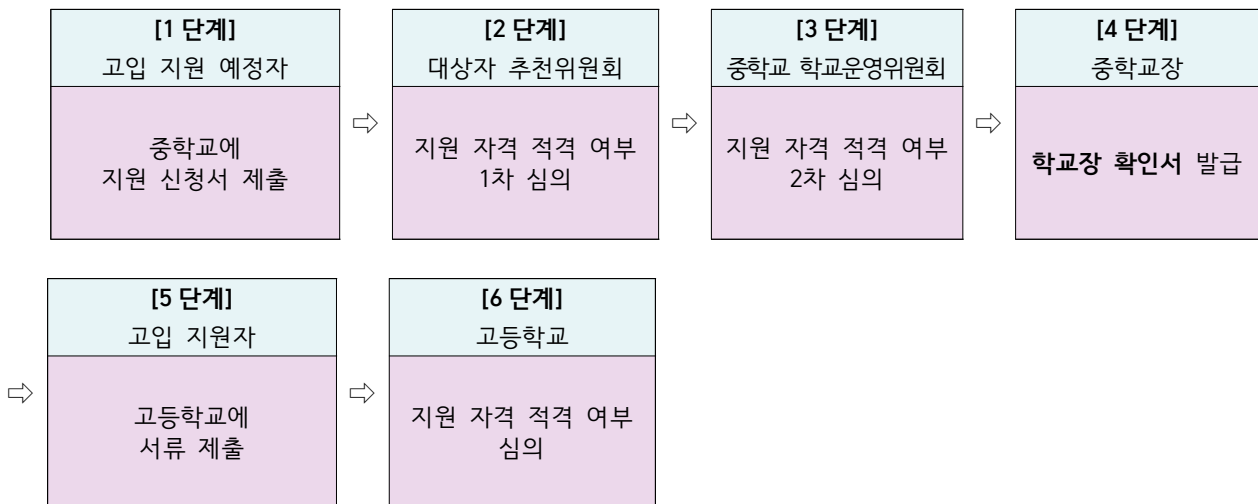 [1 단계]
고입 지원 예정자
중학교에
지원 신청서 제출
⇨
[2 단계]
대상자 추천위원회
지원 자격 적격 여부
1차 심의
⇨
[3 단계]
중학교 학교운영위원회
지원 자격 적격 여부
2차 심의
⇨
[4 단계]
중학교장
학교장 확인서 발급
⇨
[5 단계]
고입 지원자
고등학교에
서류 제출
⇨
[6 단계]
고등학교
지원 자격 적격 여부
심의